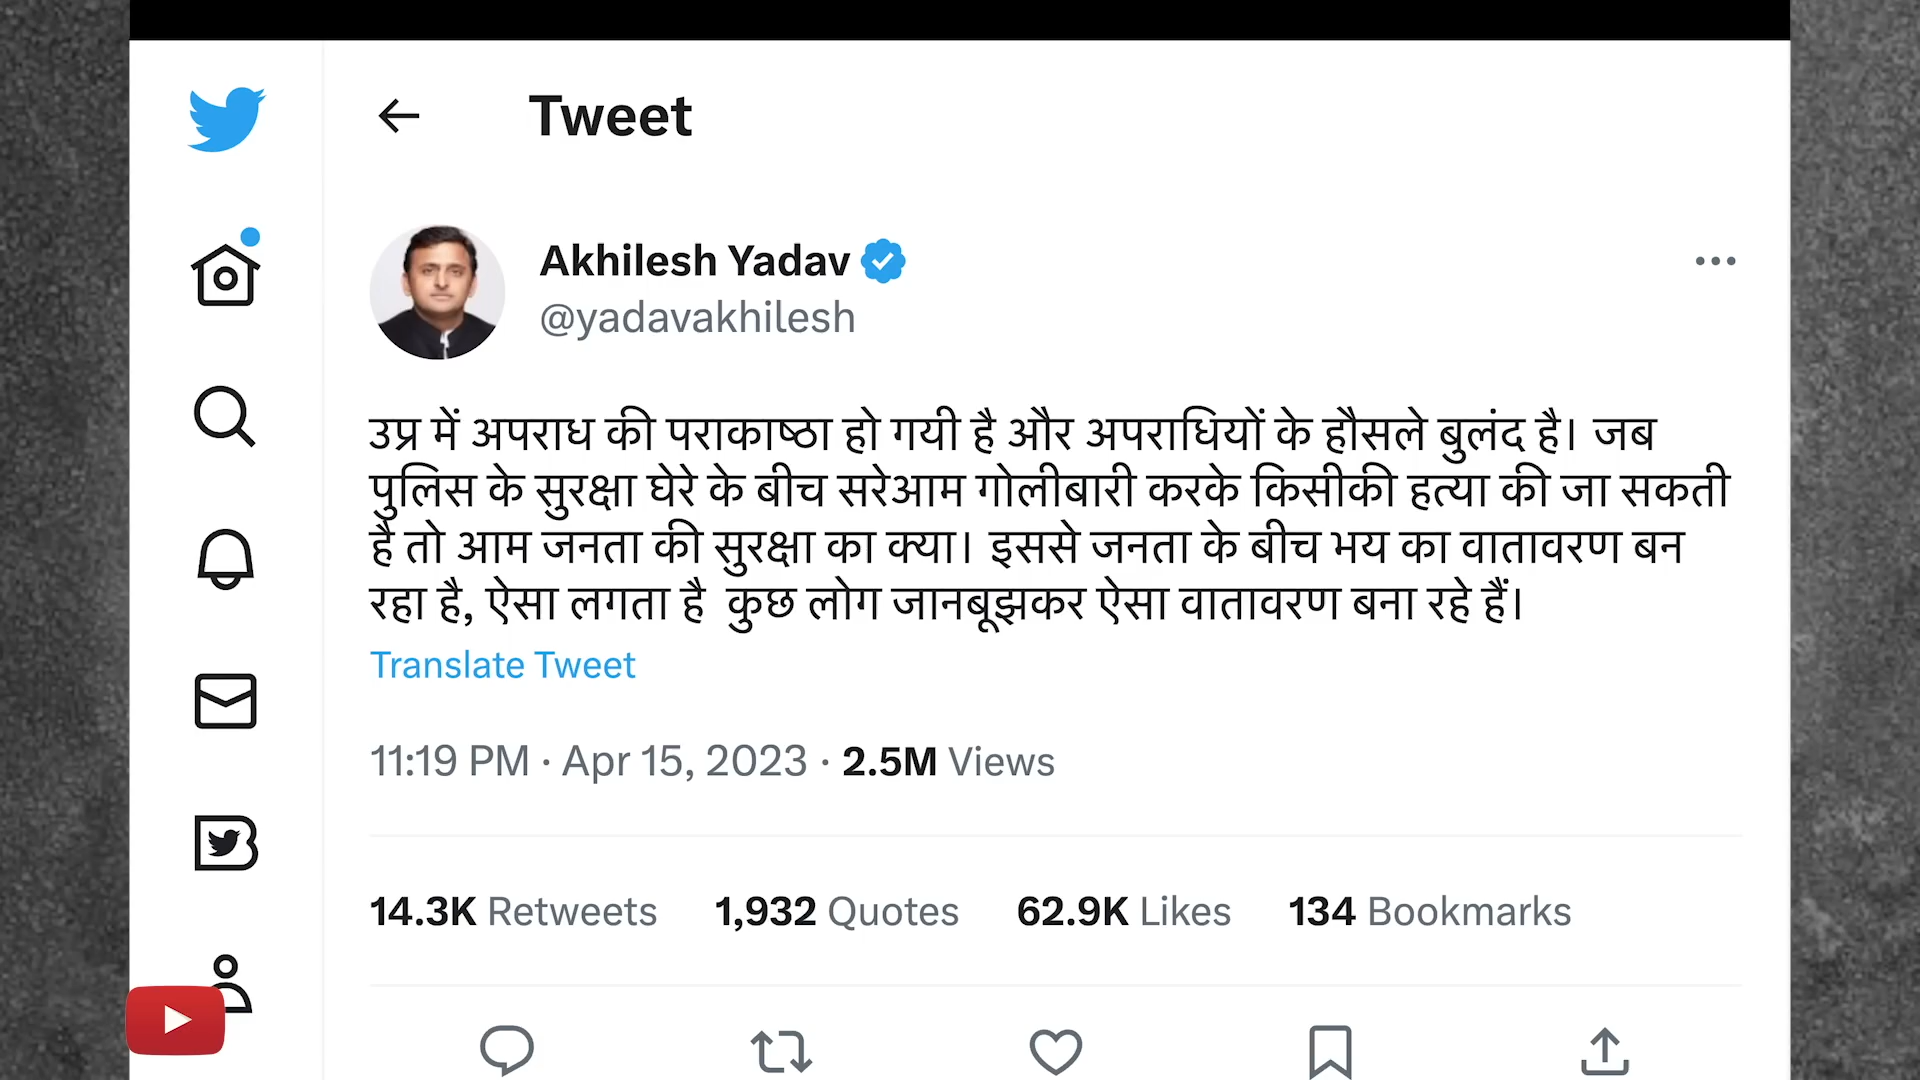 Tweet
Akhilesh Yadav
@yadavakhilesh
उप्र में अपराध की पराकाष्ठा हो गयी है और अपराधियों के हौसले बुलंद है। जब
पुलिस के सुरक्षा घेरे के बीच सरेआम गोलीबारी करके किसीकी हत्या की जा सकती
है तो आम जनता की सुरक्षा का क्या। इससे जनता के बीच भय का वातावरण बन
रहा है, ऐसा लगता है  कुछ लोग जानबूझकर ऐसा वातावरण बना रहे हैं।
Translate Tweet
11:19 PM · Apr 15, 2023 · 2.5M Views
14.3K Retweets 1,932 Quotes 62.9K Likes 134 Bookmarks